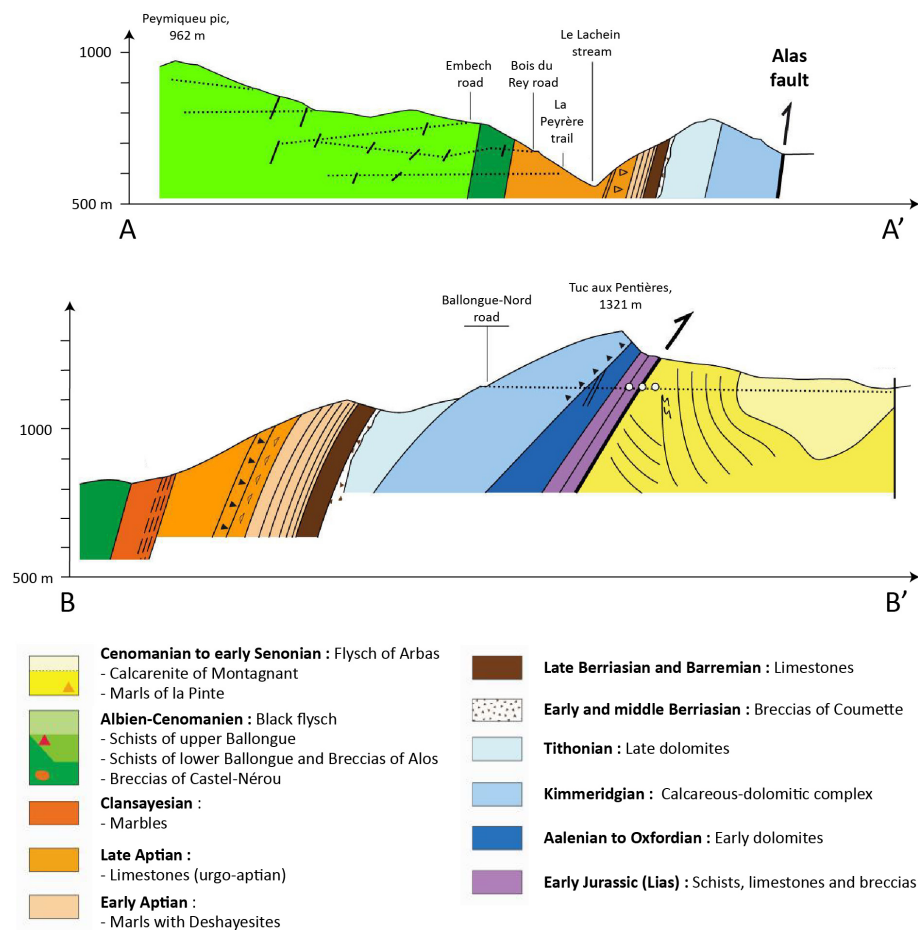 Peymiqueu pic,
962 m
Le Lachein
stream
1000
Embech
road
Bois du
Rey road
Alas
fault
La
Peyrère
trail
500 m
A
A’
Tuc aux Pentières,
1321 m
Ballongue-Nord
road
1000
500 m
B
B’
Cenomanian to early Senonian : Flysch of Arbas
- Calcarenite of Montagnant
- Marls of la Pinte
Albien-Cenomanien : Black flysch
- Schists of upper Ballongue
- Schists of lower Ballongue and Breccias of Alos
- Breccias of Castel-Nérou
Clansayesian :
- Marbles
Late Aptian :
- Limestones (urgo-aptian)
Early Aptian :
- Marls with Deshayesites
Late Berriasian and Barremian : Limestones
Early and middle Berriasian : Breccias of Coumette
Tithonian : Late dolomites
Kimmeridgian : Calcareous-dolomitic complex
Aalenian to Oxfordian : Early dolomites
Early Jurassic (Lias) : Schists, limestones and breccias